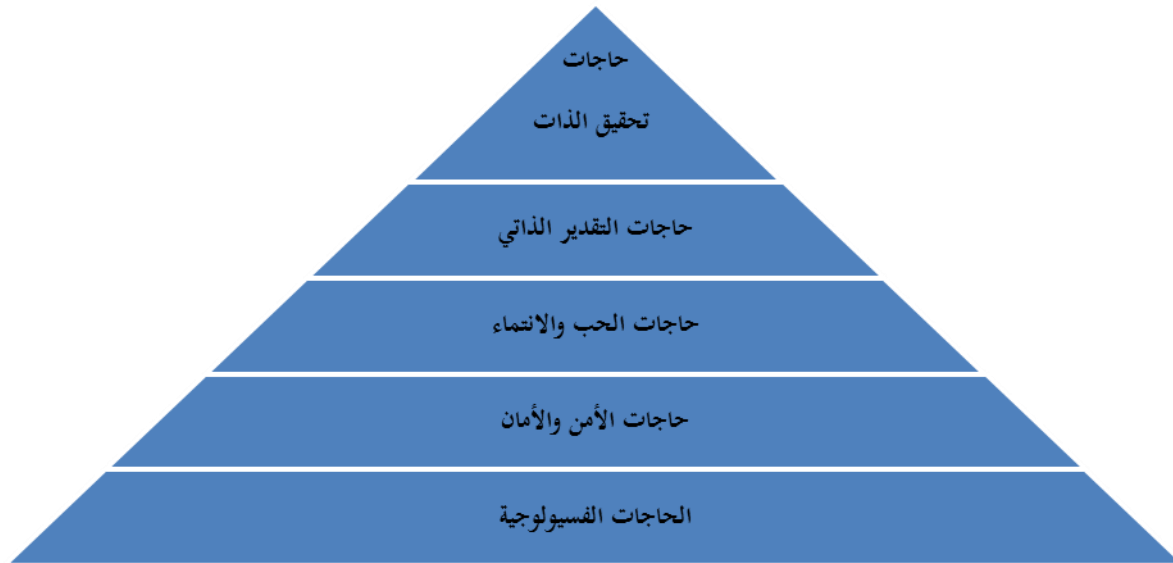 حاجات
تحقيق الذات
حاجات التقدير الذاتي
حاجات الحب والانتماء
حاجات الأمن والأمان
الحاجات الفسيولوجية